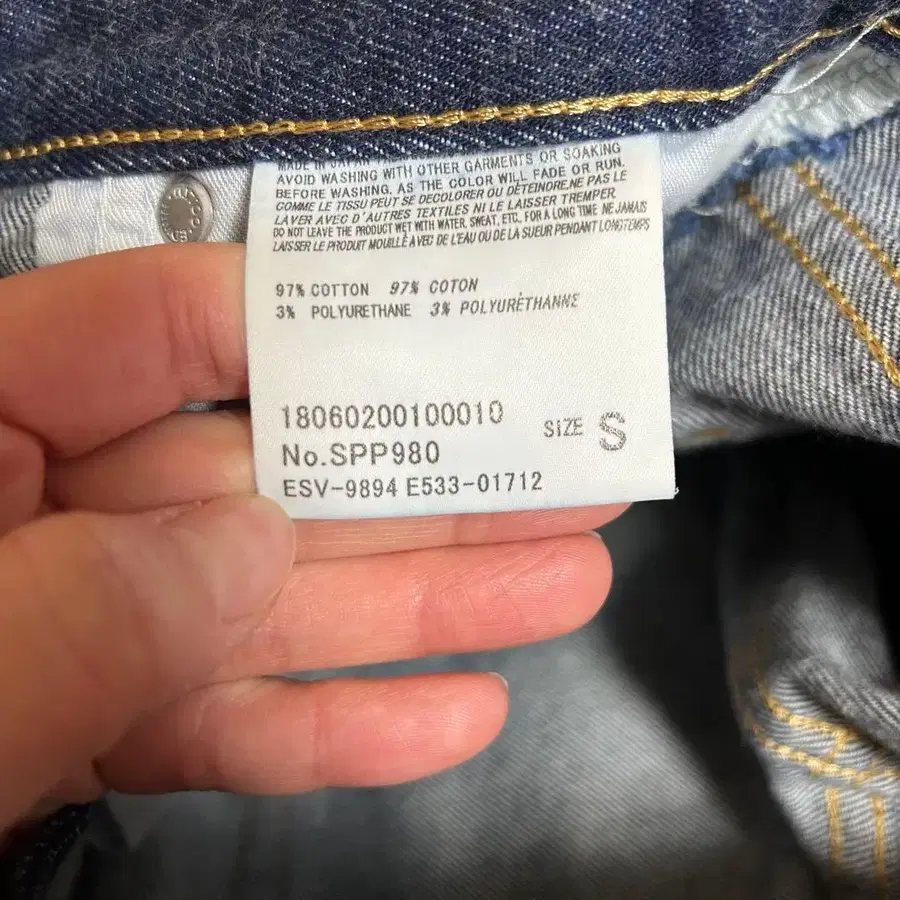 MADE IN JAPAN
AVOID WASHING WITH OTHER GARMENTS OR SOAKING
BEFORE WASHING. AS THE COLOR WILL FADE OR RUN.
COMME LE TISSU PEUT SE DECOLORER OU DÉTEINDRE.NE PAS LE
LAVER AVEC D'AUTRES TEXTILES NI LE LAISSER TREMPER.
DO NOT LEAVE THE PRODUCT WET WITH WATER, SWEAT, ETC, FOR A LONG TIME NE JAMAIS
LAISSER LE PRODUIT MOUILLÉ AVEC DE L'EAU OU DE LA SUEUR PENDANT LONGTEMPS
97% COTTON 97% COTON
3% POLYURETHANE 3% POLYURÉTHANNE
18060200100010
SIZE S
No.SPP980
ESV-9894 E533-01712